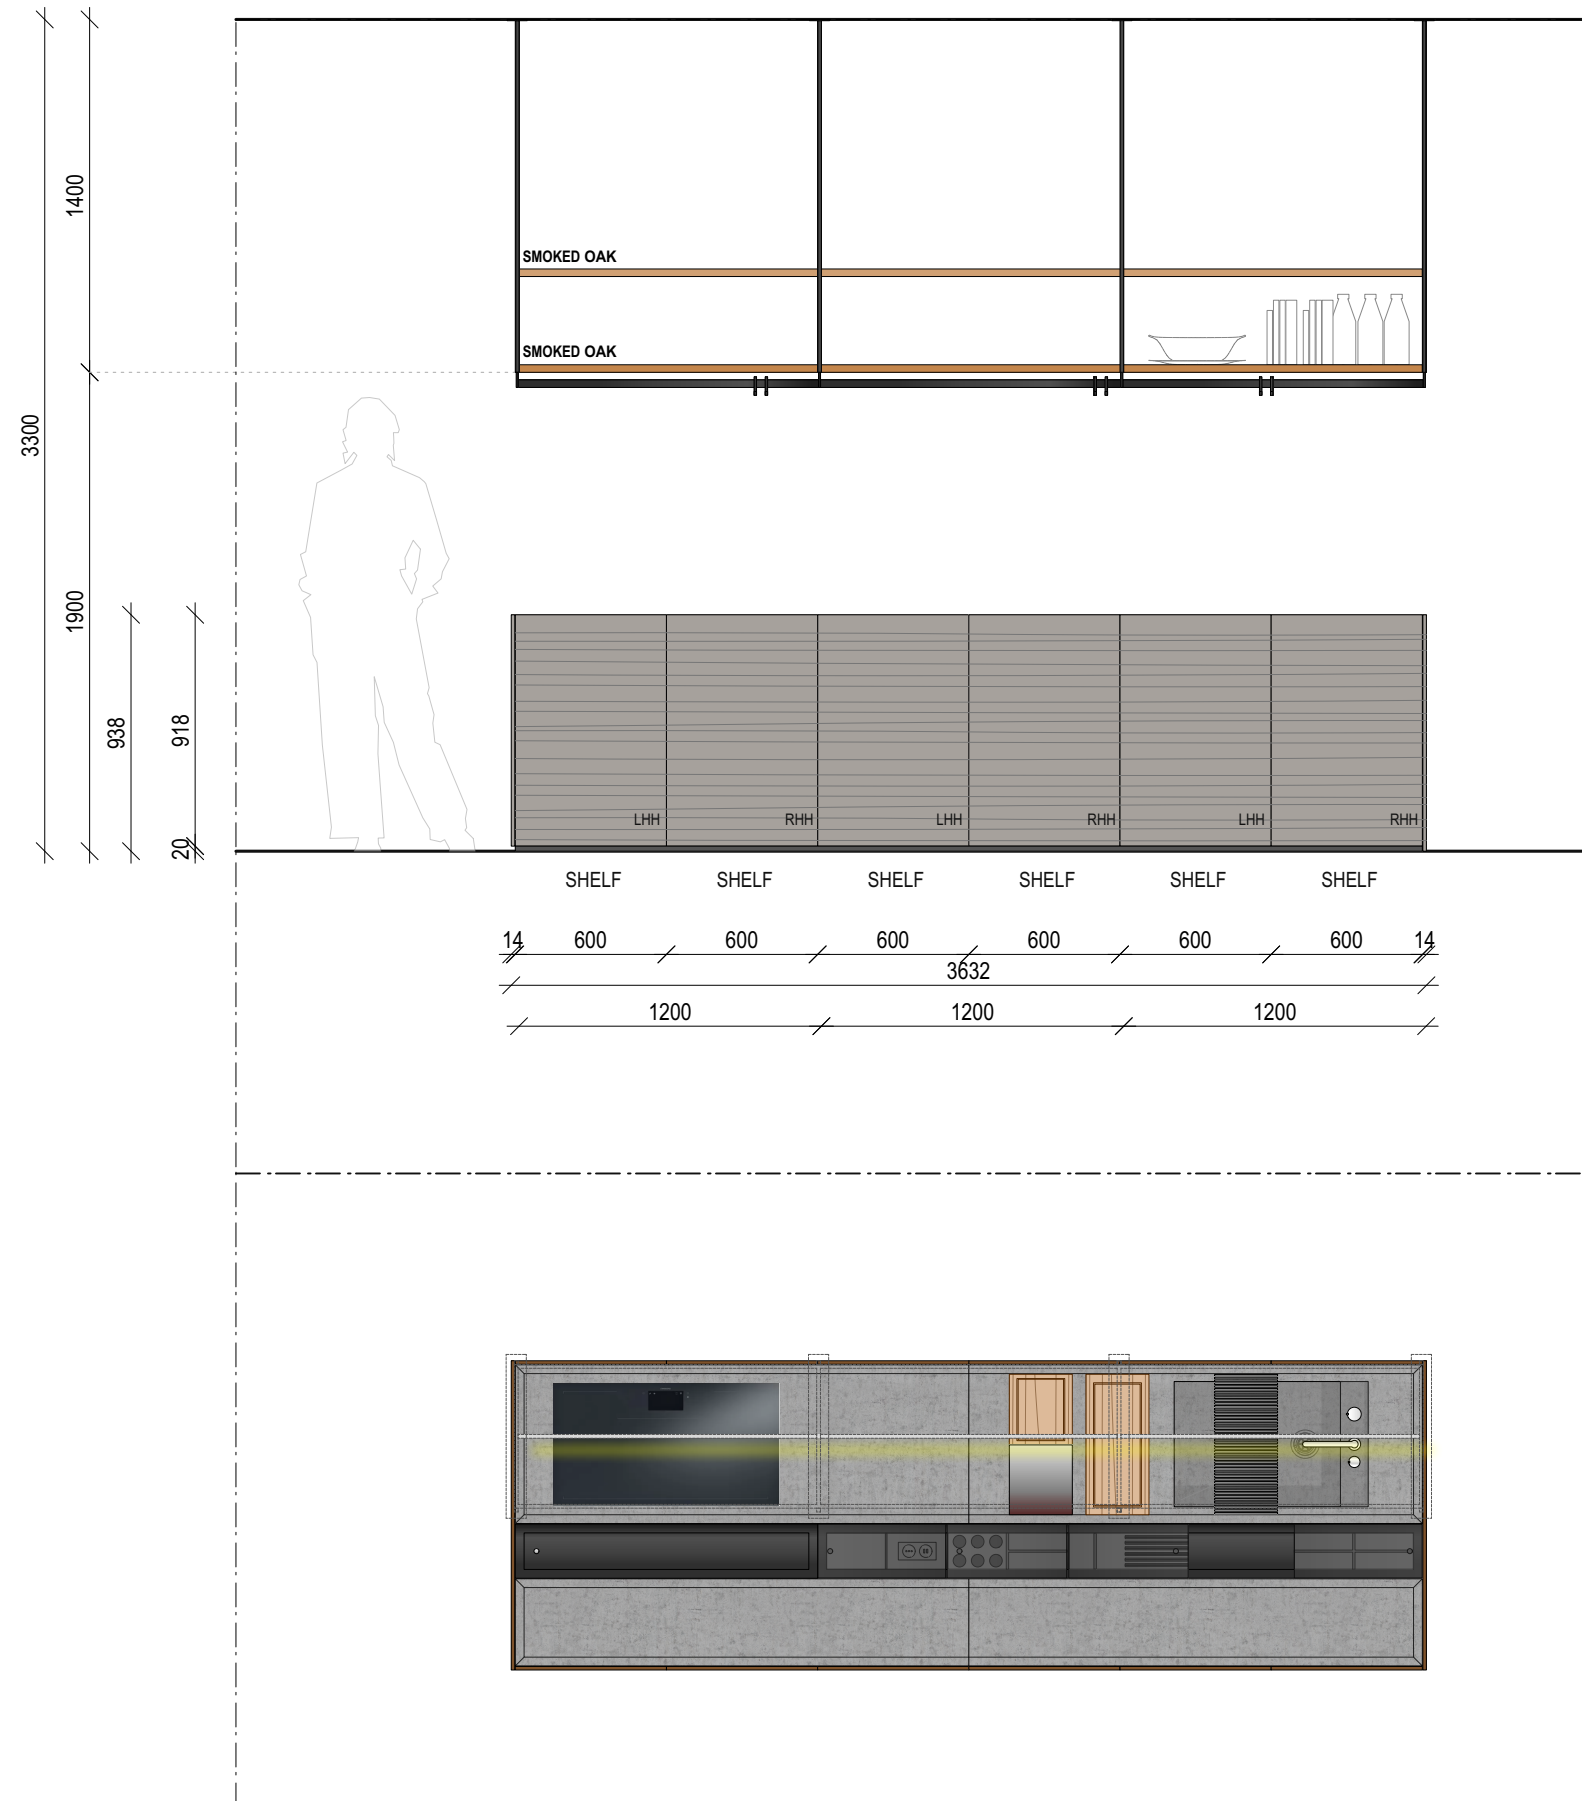 1400
SMOKED OAK
SMOKED OAK
3300
1900
938
918
20
LHH RHH LHH RHH LHH RHH
SHELF SHELF SHELF SHELF SHELF SHELF
14 600 600 600 600 600 600 14
3632
1200 1200 1200